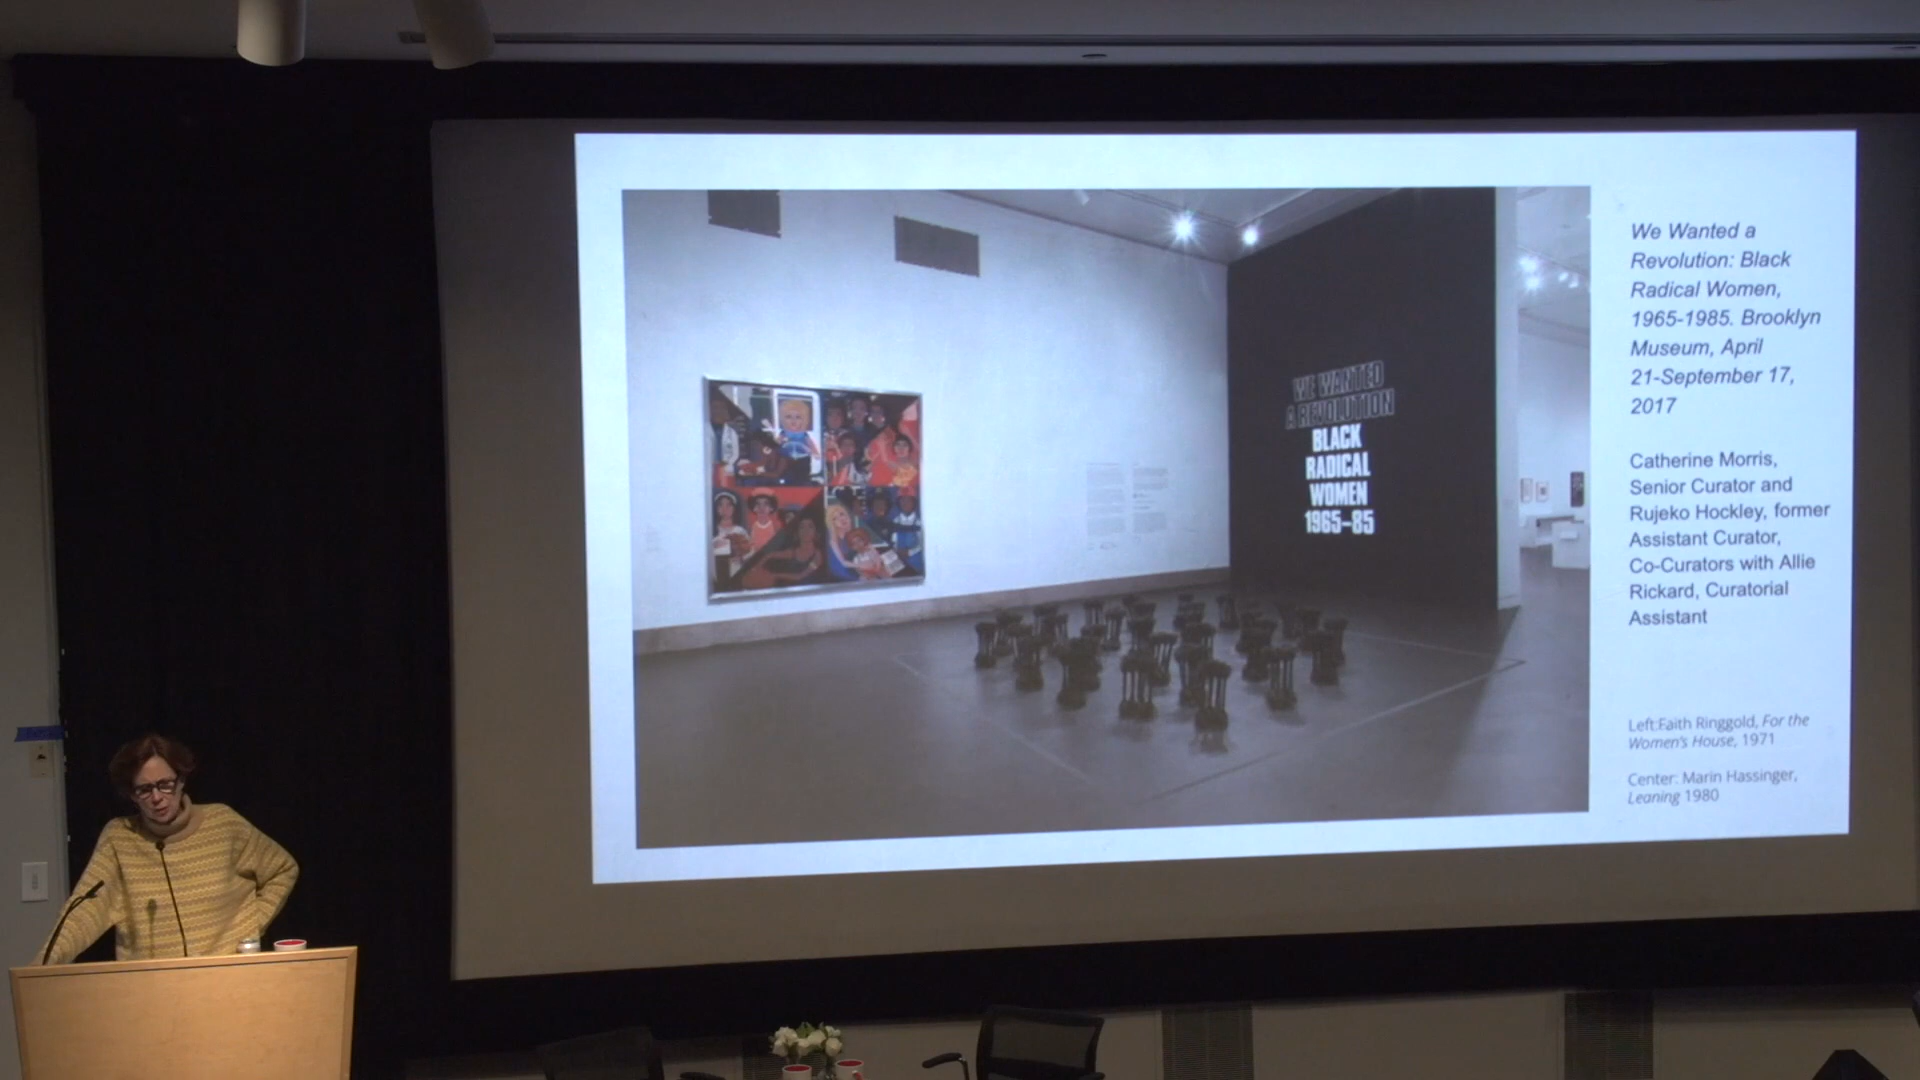 WE WANTED
A REVOLUTION
BLACK
RADICAL
WOMEN
1965–85
We Wanted a
Revolution: Black
Radical Women,
1965-1985. Brooklyn
Museum, April
21-September 17,
2017
Catherine Morris,
Senior Curator and
Rujeko Hockley, former
Assistant Curator,
Co-Curators with Allie
Rickard, Curatorial
Assistant
Left:Faith Ringgold, For the
Women's House, 1971
Center: Marin Hassinger,
Leaning 1980